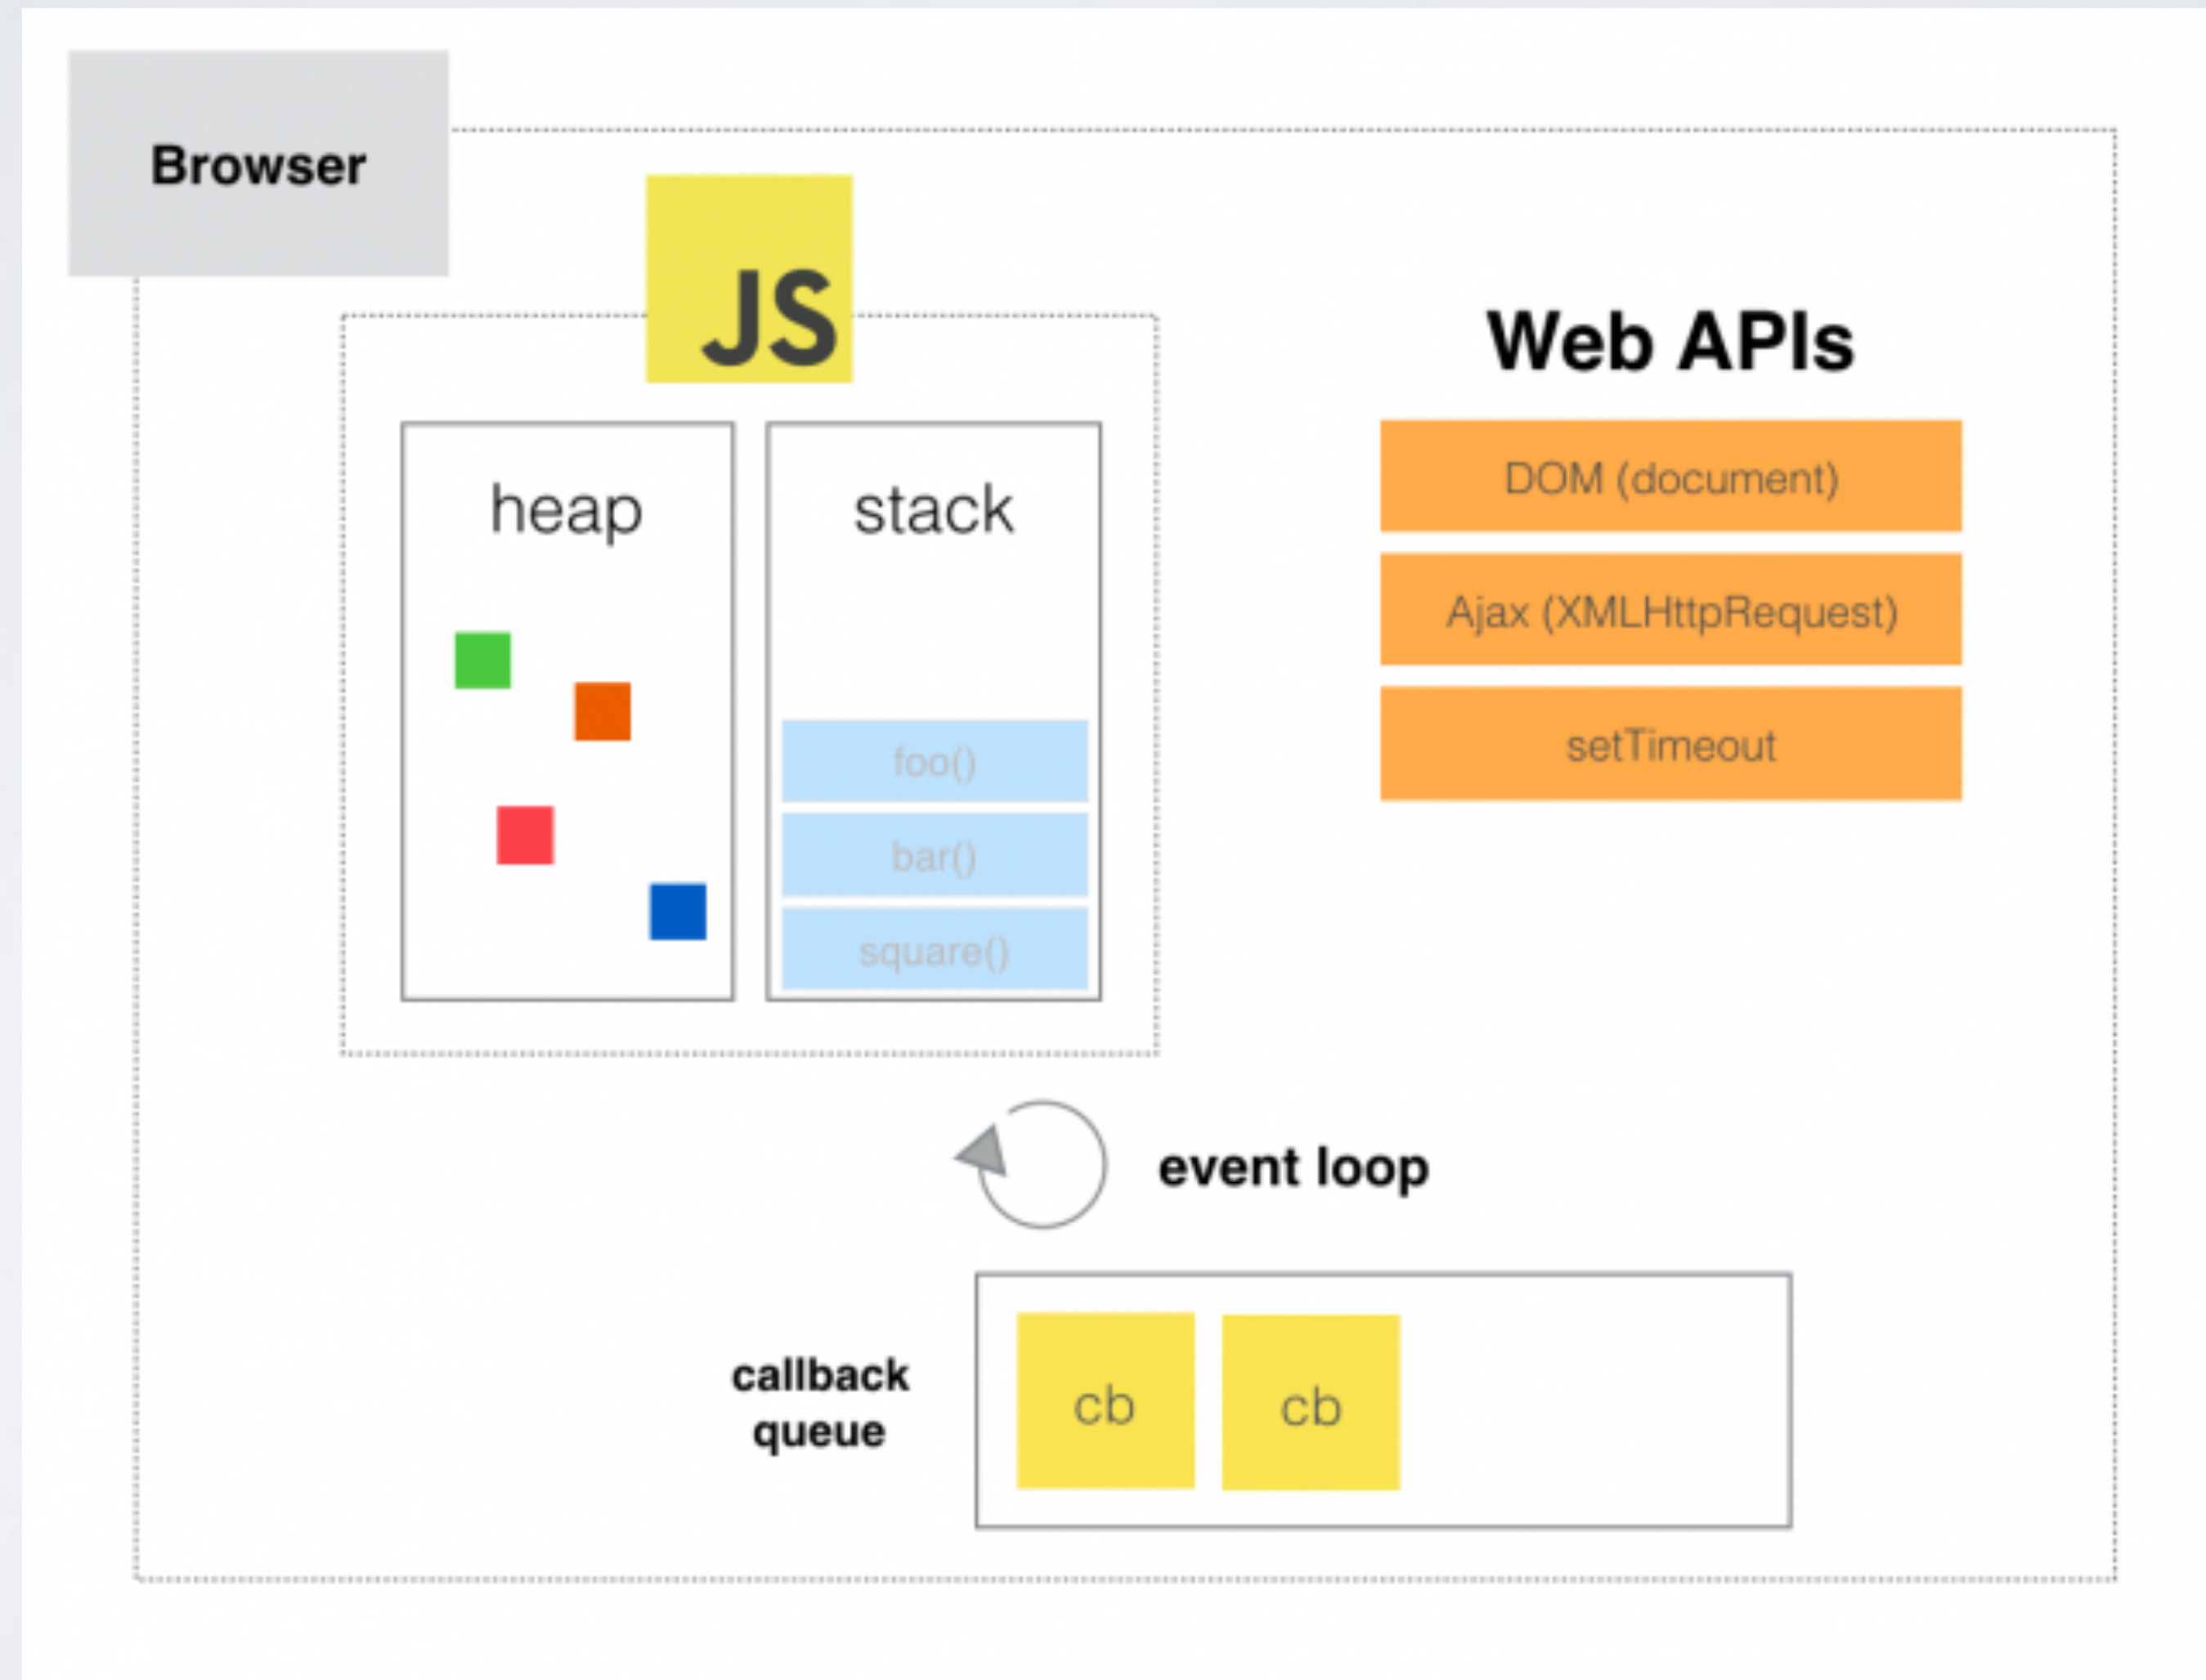 Browser
JS
Web APIs
heap
stack
DOM (document)
Ajax (XMLHttpRequest)
setTimeout
foo()
bar()
square()
event loop
callback
queue
cb
cb